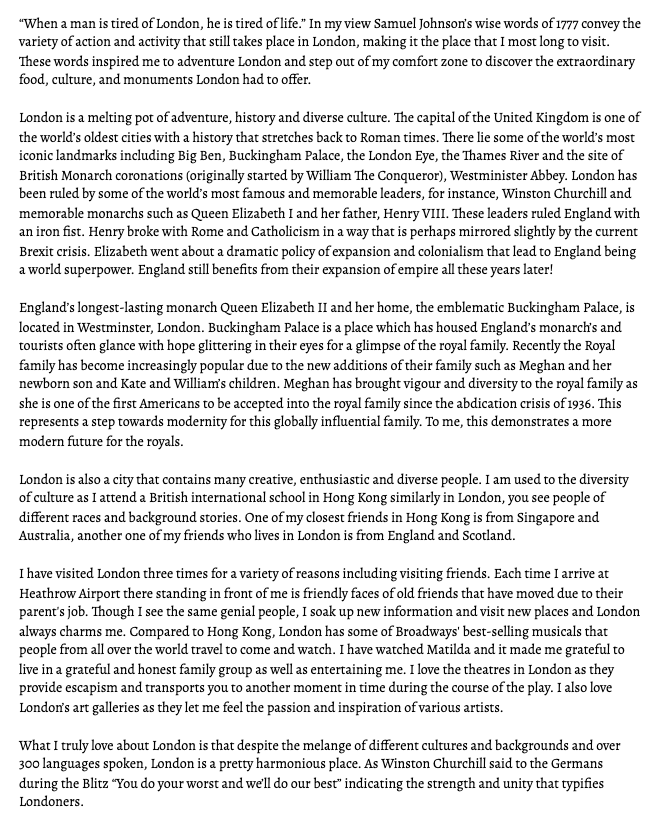 “When a man is tired of London, he is tired of life.” In my view Samuel Johnson’s wise words of 1777 convey the
variety of action and activity that still takes place in London, making it the place that I most long to visit.
These words inspired me to adventure London and step out of my comfort zone to discover the extraordinary
food, culture, and monuments London had to offer.
London is a melting pot of adventure, history and diverse culture. The capital of the United Kingdom is one of
the world’s oldest cities with a history that stretches back to Roman times. There lie some of the world’s most
iconic landmarks including Big Ben, Buckingham Palace, the London Eye, the Thames River and the site of
British Monarch coronations (originally started by William The Conqueror), Westminister Abbey. London has
been ruled by some of the world’s most famous and memorable leaders, for instance, Winston Churchill and
memorable monarchs such as Queen Elizabeth I and her father, Henry VIII. These leaders ruled England with
an iron fist. Henry broke with Rome and Catholicism in a way that is perhaps mirrored slightly by the current
Brexit crisis. Elizabeth went about a dramatic policy of expansion and colonialism that lead to England being
a world superpower. England still benefits from their expansion of empire all these years later!
England’s longest-lasting monarch Queen Elizabeth II and her home, the emblematic Buckingham Palace, is
located in Westminster, London. Buckingham Palace is a place which has housed England’s monarch’s and
tourists often glance with hope glittering in their eyes for a glimpse of the royal family. Recently the Royal
family has become increasingly popular due to the new additions of their family such as Meghan and her
newborn son and Kate and William’s children. Meghan has brought vigour and diversity to the royal family as
she is one of the first Americans to be accepted into the royal family since the abdication crisis of 1936. This
represents a step towards modernity for this globally influential family. To me, this demonstrates a more
modern future for the royals.
London is also a city that contains many creative, enthusiastic and diverse people. I am used to the diversity
of culture as I attend a British international school in Hong Kong similarly in London, you see people of
different races and background stories. One of my closest friends in Hong Kong is from Singapore and
Australia, another one of my friends who lives in London is from England and Scotland.
I have visited London three times for a variety of reasons including visiting friends. Each time I arrive at
Heathrow Airport there standing in front of me is friendly faces of old friends that have moved due to their
parent’s job. Though I see the same genial people, I soak up new information and visit new places and London
always charms me. Compared to Hong Kong, London has some of Broadways' best-selling musicals that
people from all over the world travel to come and watch. I have watched Matilda and it made me grateful to
live in a grateful and honest family group as well as entertaining me. I love the theatres in London as they
provide escapism and transports you to another moment in time during the course of the play. I also love
London’s art galleries as they let me feel the passion and inspiration of various artists.
What I truly love about London is that despite the melange of different cultures and backgrounds and over
300 languages spoken, London is a pretty harmonious place. As Winston Churchill said to the Germans
during the Blitz “You do your worst and we’ll do our best” indicating the strength and unity that typifies
Londoners.